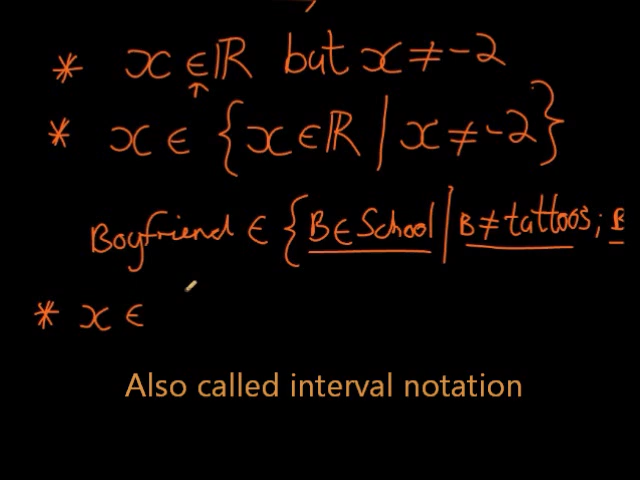 * x ∈ ℝ but x ≠ -2
* x ∈ {x ∈ ℝ | x ≠ -2}
Boyfriend ∈ {B ∈ School | B ≠ tattoos; B
* x ∈
Also called interval notation